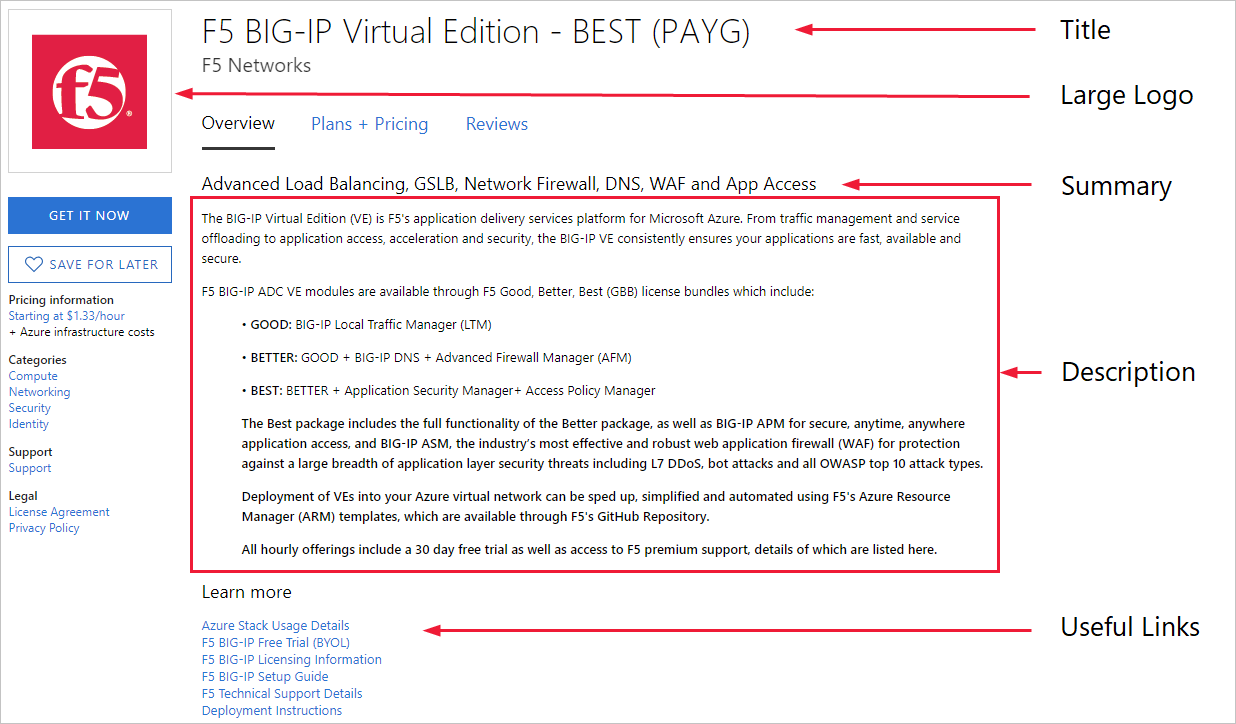 f5®
GET IT NOW
SAVE FOR LATER
Pricing information
Starting at $1.33/hour
+ Azure infrastructure costs
Categories
Compute
Networking
Security
Identity
Support
Support
Legal
License Agreement
Privacy Policy
F5 BIG-IP Virtual Edition - BEST (PAYG)
F5 Networks
Overview Plans + Pricing Reviews
Advanced Load Balancing, GSLB, Network Firewall, DNS, WAF and App Access
The BIG-IP Virtual Edition (VE) is F5's application delivery services platform for Microsoft Azure. From traffic management and service
offloading to application access, acceleration and security, the BIG-IP VE consistently ensures your applications are fast, available and
secure.
F5 BIG-IP ADC VE modules are available through F5 Good, Better, Best (GBB) license bundles which include:
• GOOD: BIG-IP Local Traffic Manager (LTM)
• BETTER: GOOD + BIG-IP DNS + Advanced Firewall Manager (AFM)
• BEST: BETTER + Application Security Manager+ Access Policy Manager
The Best package includes the full functionality of the Better package, as well as BIG-IP APM for secure, anytime, anywhere
application access, and BIG-IP ASM, the industry's most effective and robust web application firewall (WAF) for protection
against a large breadth of application layer security threats including L7 DDoS, bot attacks and all OWASP top 10 attack types.
Deployment of VEs into your Azure virtual network can be sped up, simplified and automated using F5's Azure Resource
Manager (ARM) templates, which are available through F5's GitHub Repository.
All hourly offerings include a 30 day free trial as well as access to F5 premium support, details of which are listed here.
Learn more
Azure Stack Usage Details
F5 BIG-IP Free Trial (BYOL)
F5 BIG-IP Licensing Information
F5 BIG-IP Setup Guide
F5 Technical Support Details
Deployment Instructions
Title
Large Logo
Summary
Description
Useful Links